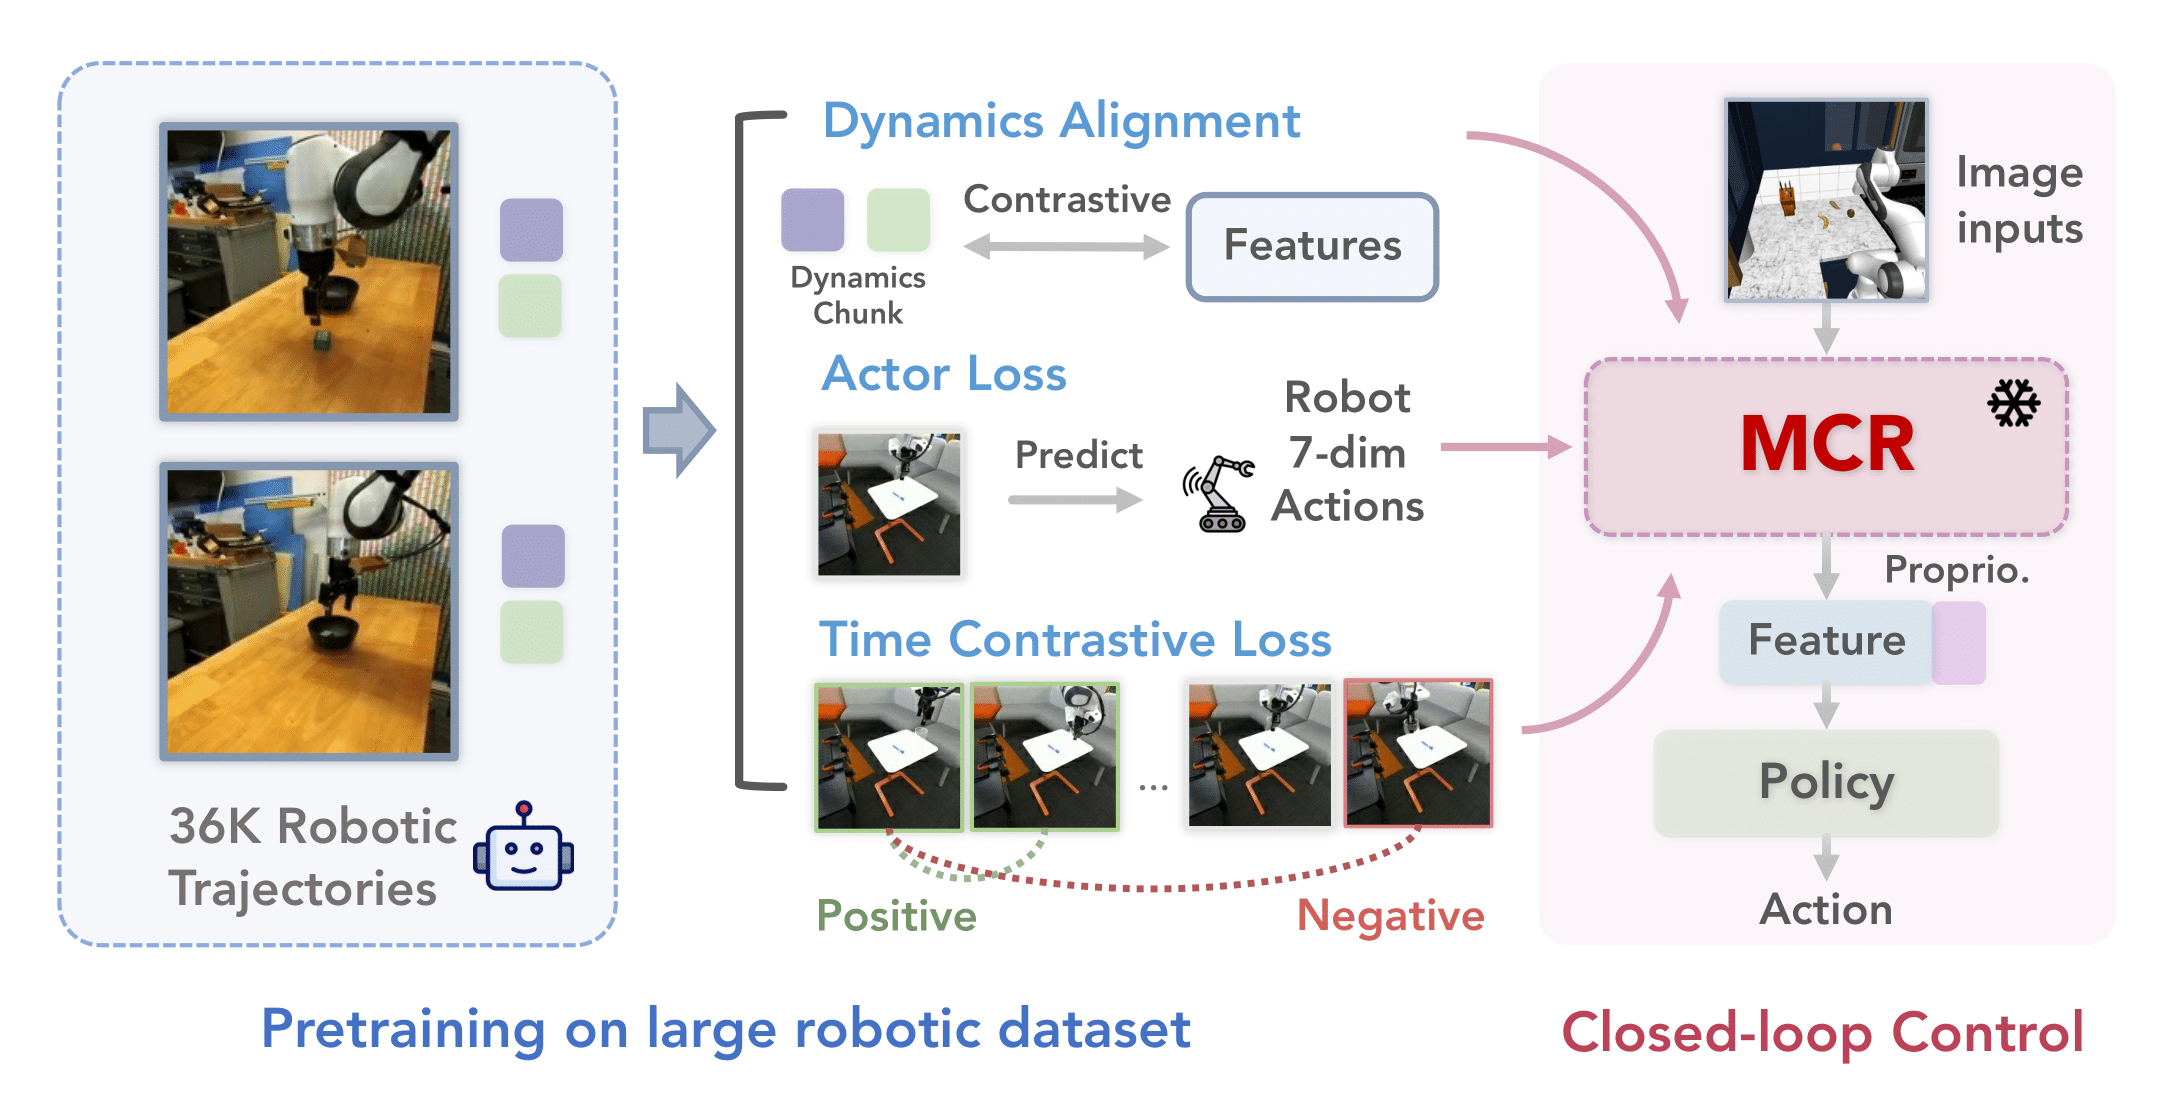 36K Robotic
Trajectories
Dynamics Alignment
Contrastive
Features
Dynamics
Chunk
Actor Loss
Predict
Robot
7-dim
Actions
Time Contrastive Loss
...
Positive
Negative
Image
inputs
MCR
Proprio.
Feature
Policy
Action
Pretraining on large robotic dataset
Closed-loop Control